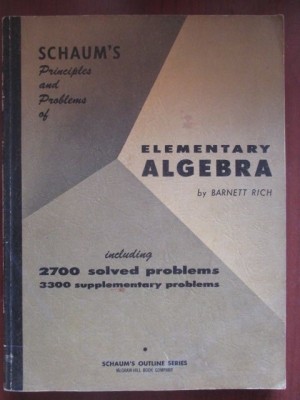 SCHAUM'S
Principles
and
Problems
of
ELEMENTARY
ALGEBRA
by BARNETT RICH
including
2700 solved problems
3300 supplementary problems
SCHAUM'S OUTLINE SERIES
McGRAW-HILL BOOK COMPANY